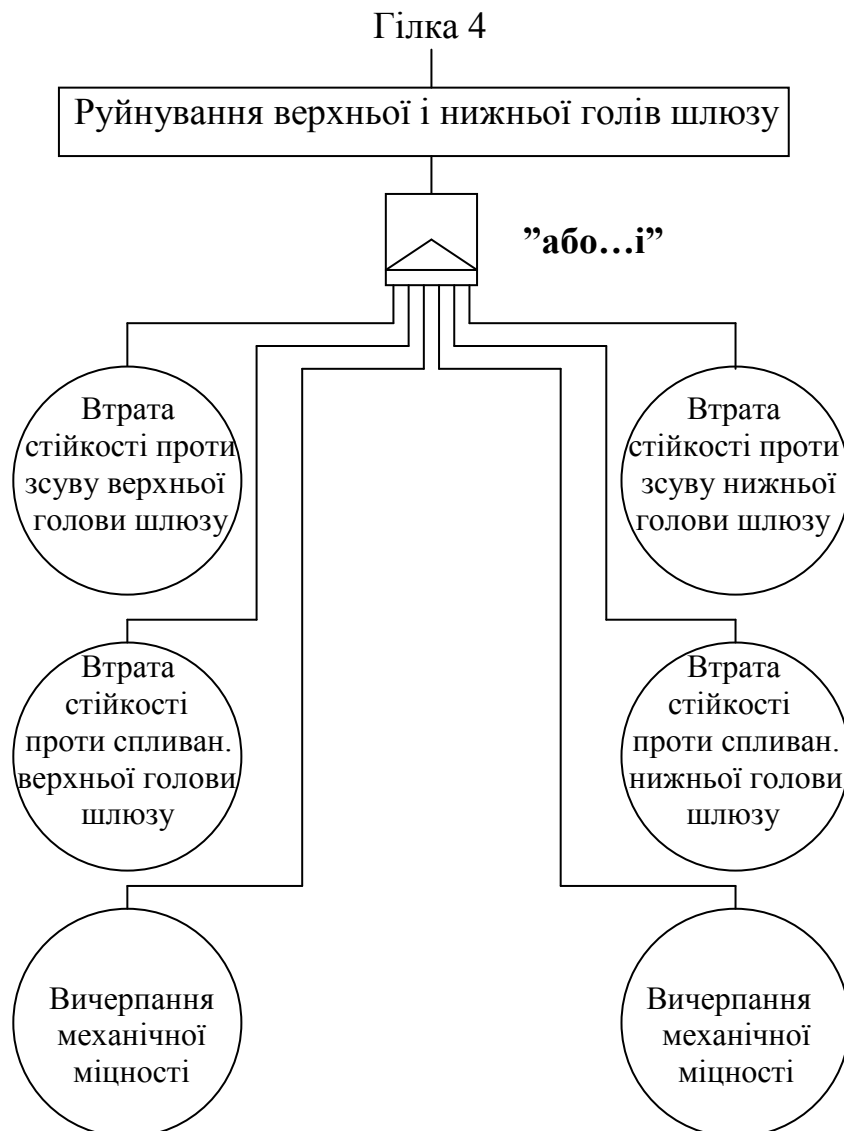 Гілка 4
Руйнування верхньої і нижньої голів шлюзу
”або…і”
Втрата
стійкості проти
зсуву верхньої
голови шлюзу
Втрата
стійкості проти
зсуву нижньої
голови шлюзу
Втрата
стійкості
проти спливан.
верхньої голови
шлюзу
Втрата
стійкості
проти спливан.
нижньої голови
шлюзу
Вичерпання
механічної
міцності
Вичерпання
механічної
міцності